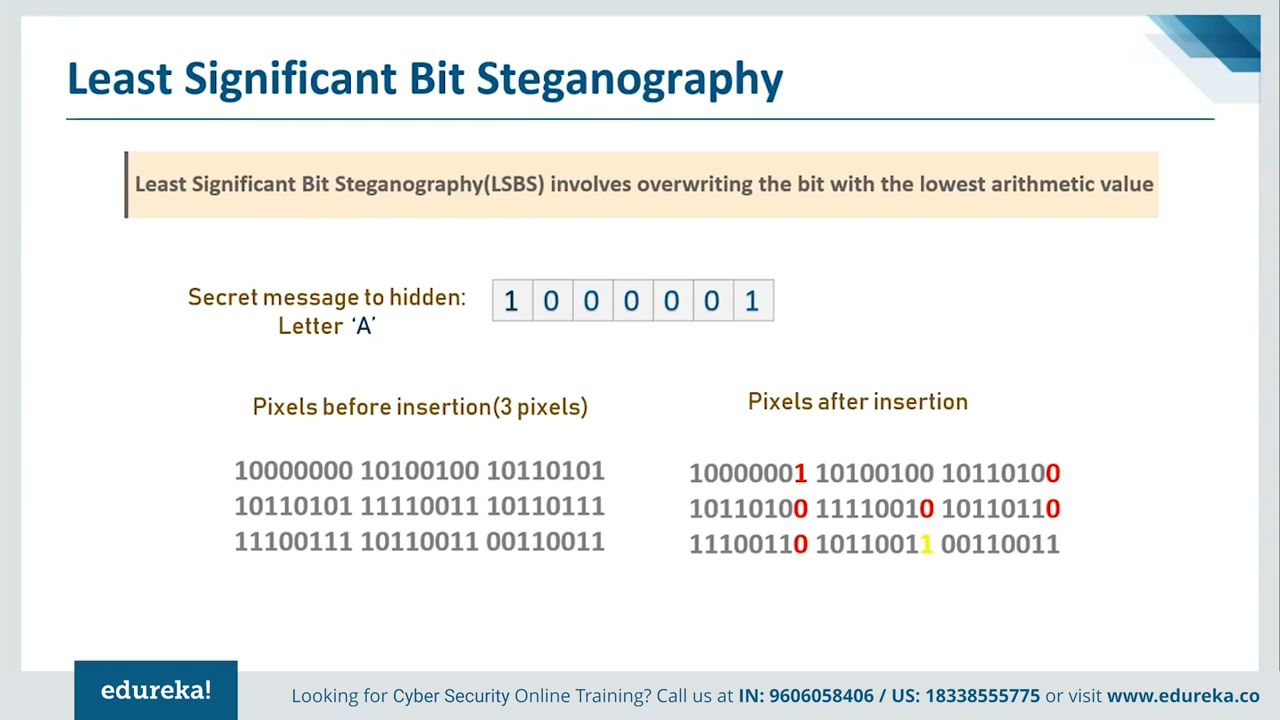 Least Significant Bit Steganography
Least Significant Bit Steganography(LSBS) involves overwriting the bit with the lowest arithmetic value
Secret message to hidden:
Letter ‘A’
1 0 0 0 0 0 1
Pixels before insertion(3 pixels)
10000000 10100100 10110101
10110101 11110011 10110111
11100111 10110011 00110011
Pixels after insertion
10000001 10100100 10110100
10110100 11110010 10110110
11100110 10110011 00110011
edureka!
Looking for Cyber Security Online Training? Call us at IN: 9606058406 / US: 18338555775 or visit www.edureka.co